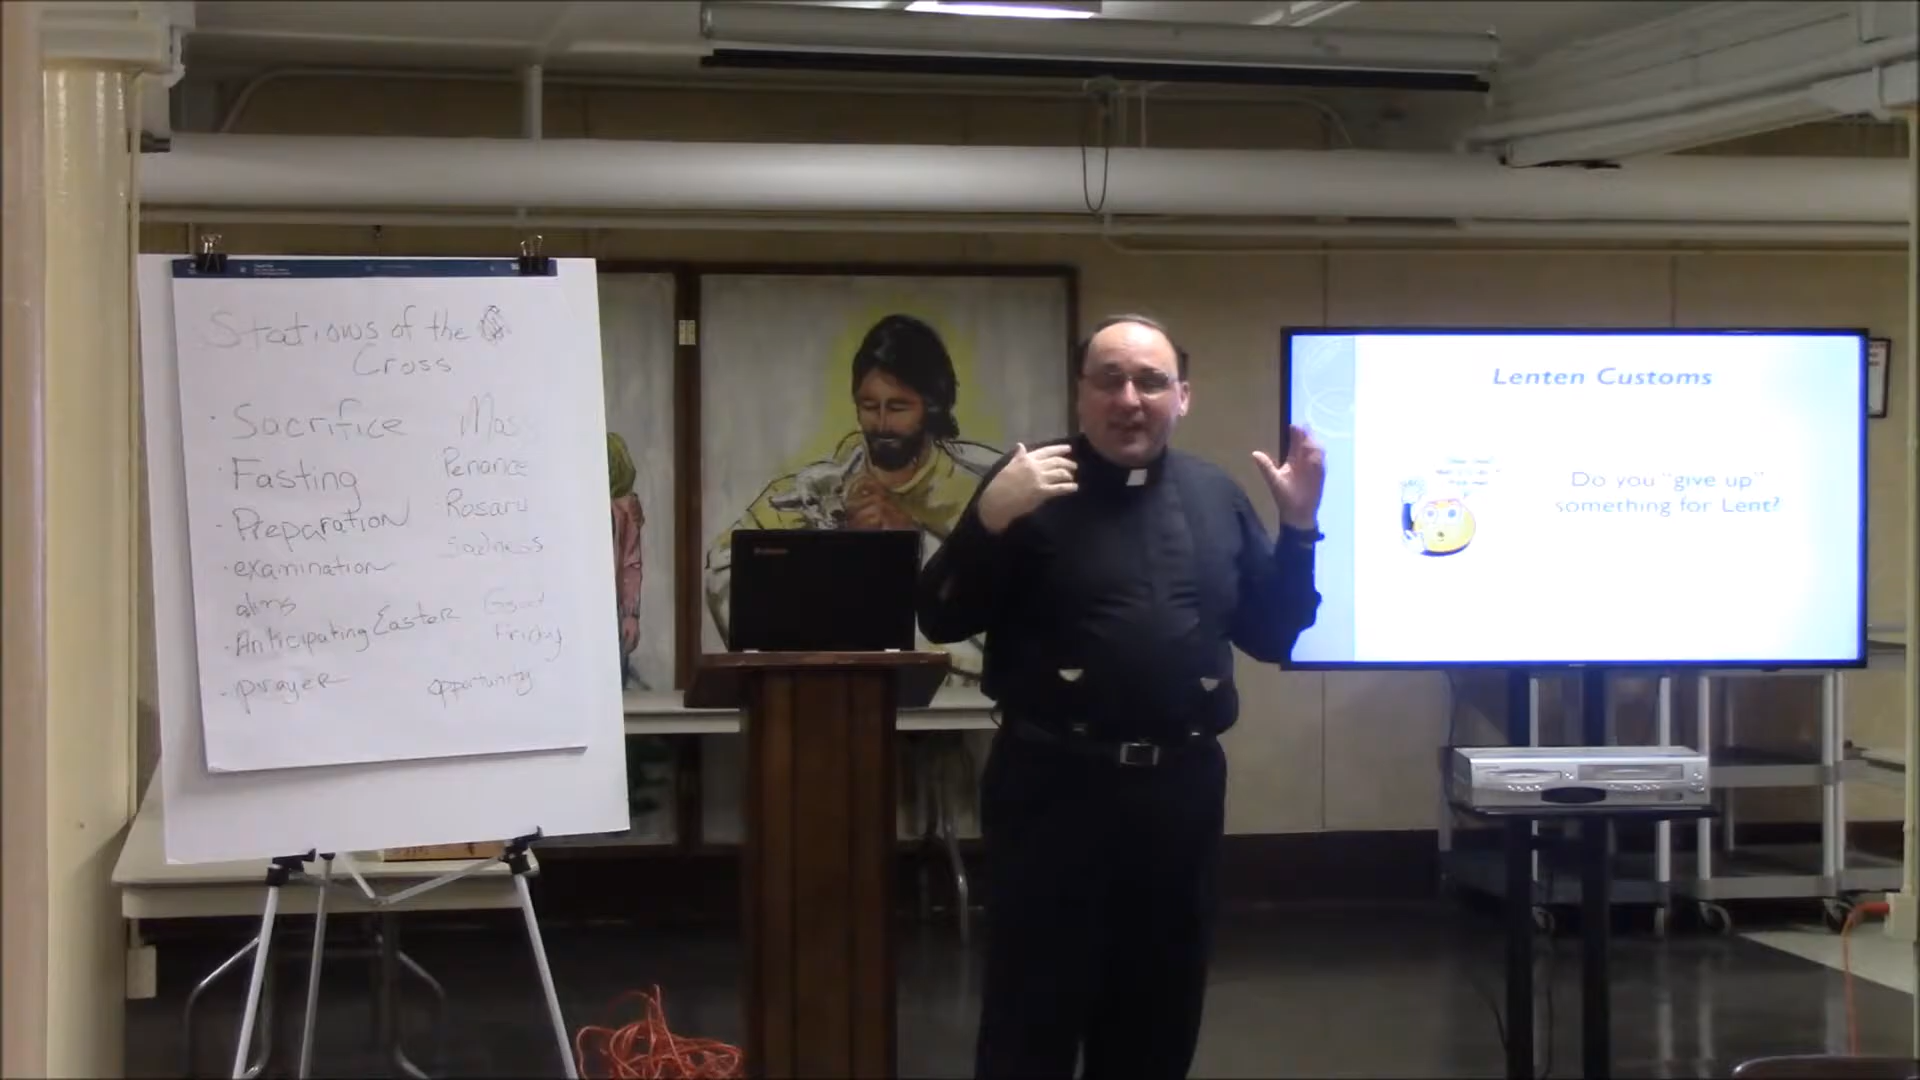 Stations of the
Cross
· Sacrifice
· Fasting
· Preparation
· examination
alms
· Anticipating Easter
· prayer
Mass
Penance
· Rosary
Sadness
Good
Friday
opportunity
Lenten Customs
Do you "give up"
something for Lent?